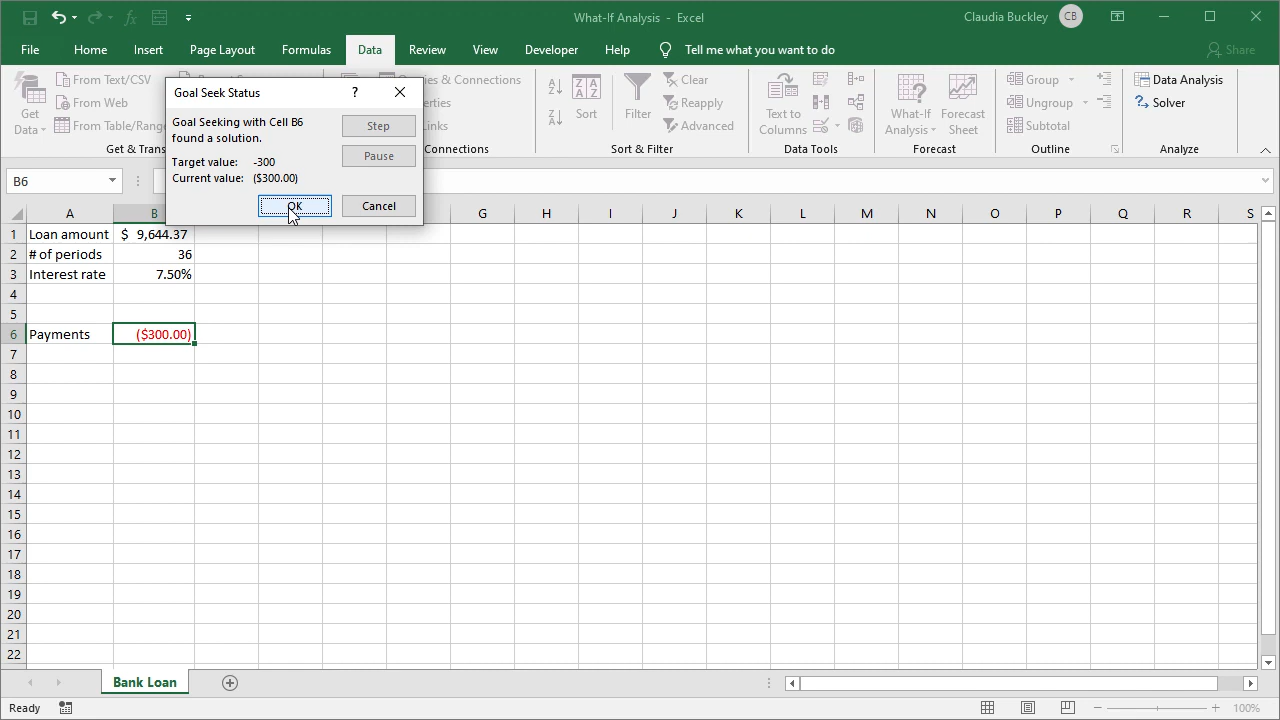 What-If Analysis - Excel
Claudia Buckley
CB
File
Home
Insert
Page Layout
Formulas
Data
Review
View
Developer
Help
Tell me what you want to do
Share
Get
Data
From Text/CSV
From Web
From Table/Rang
Get & Trans
& Connections
onnections
Sort
Filter
Clear
Reapply
Advanced
Sort & Filter
Text to
Columns
Data Tools
What-If
Analysis
Forecast
Sheet
Forecast
Group
Ungroup
Subtotal
Outline
Data Analysis
Solver
Analyze
Goal Seek Status
?
Goal Seeking with Cell B6
found a solution.
Target value: -300
Current value: ($300.00)
Step
Pause
OK
Cancel
B6
A B G H I J K L M N O P Q R S
1 Loan amount $ 9,644.37
2 # of periods 36
3 Interest rate 7.50%
4
5
6 Payments ($300.00)
7
8
9
10
11
12
13
14
15
16
17
18
19
20
21
22
Bank Loan
Ready
100%